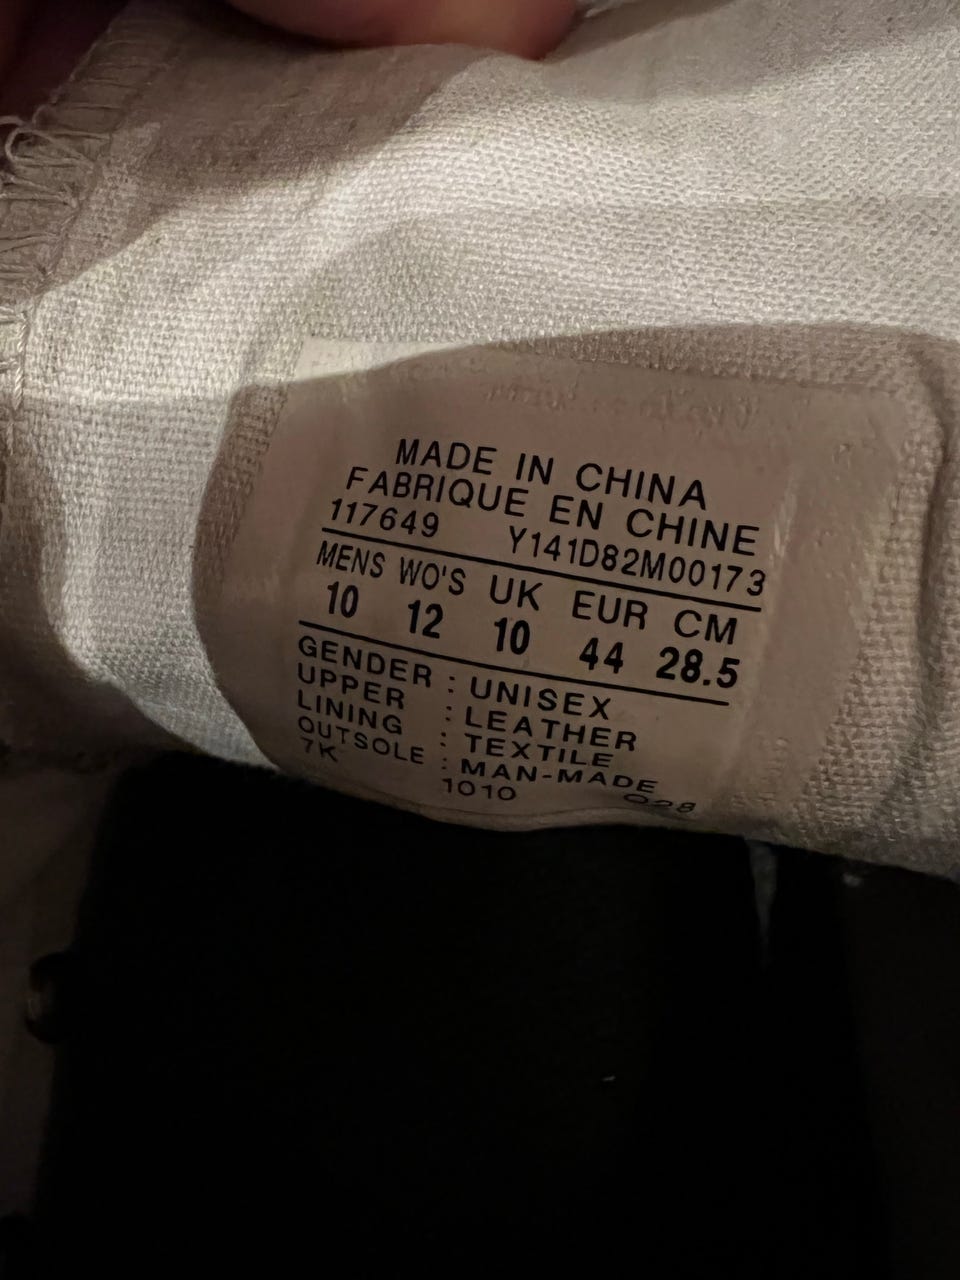 MADE IN CHINA
FABRIQUE EN CHINE
117649 Y141D82M00173
MENS WO'S UK EUR CM
10 12 10 44 28.5
GENDER : UNISEX
UPPER : LEATHER
LINING : TEXTILE
OUTSOLE : MAN-MADE
7K 1010 028